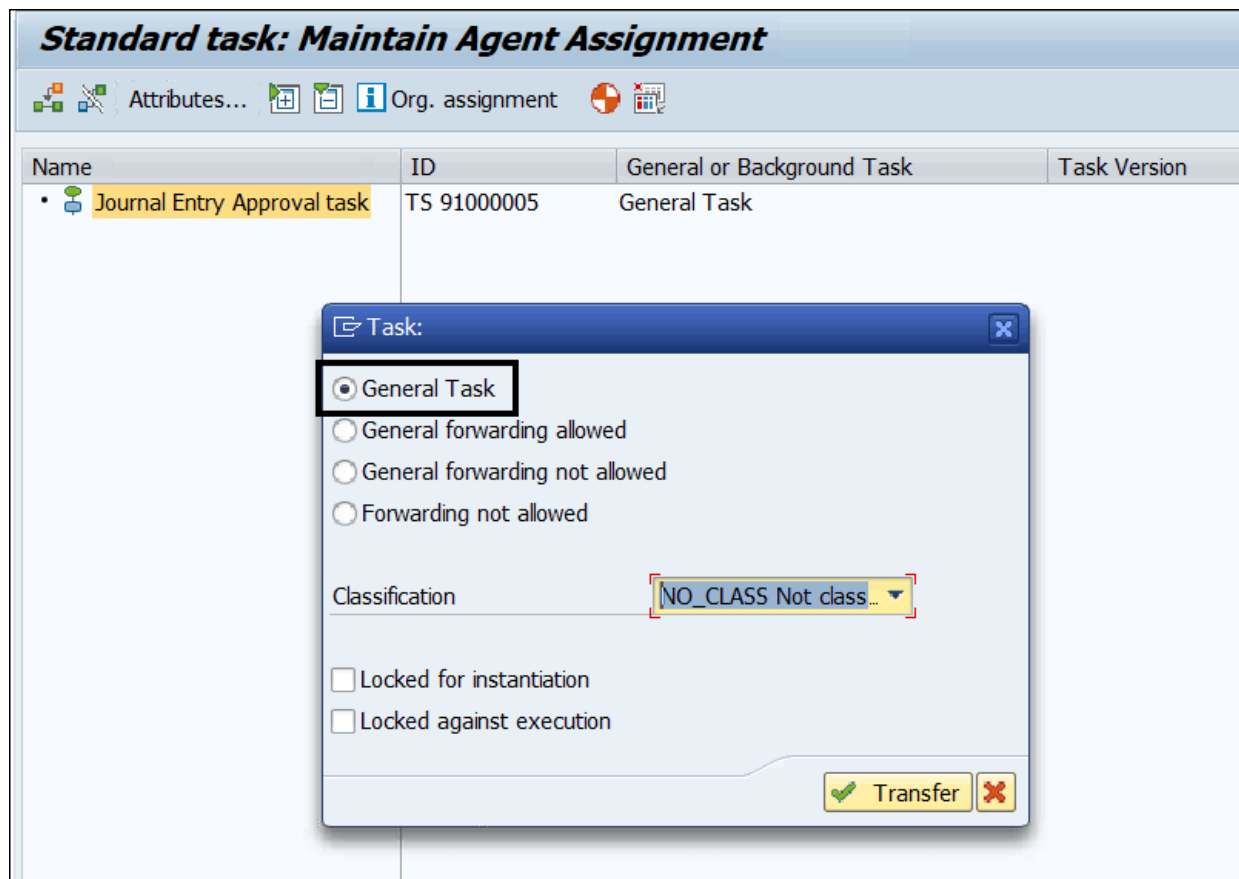 Standard task: Maintain Agent Assignment
Attributes... Org. assignment
Name ID General or Background Task Task Version
Journal Entry Approval task TS 91000005 General Task
Task:
General Task
General forwarding allowed
General forwarding not allowed
Forwarding not allowed
Classification NO_CLASS Not class...
Locked for instantiation
Locked against execution
Transfer